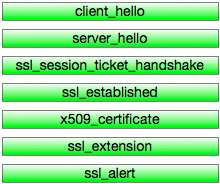 client_hello
server_hello
ssl_session_ticket_handshake
ssl_established
x509_certificate
ssl_extension
ssl_alert